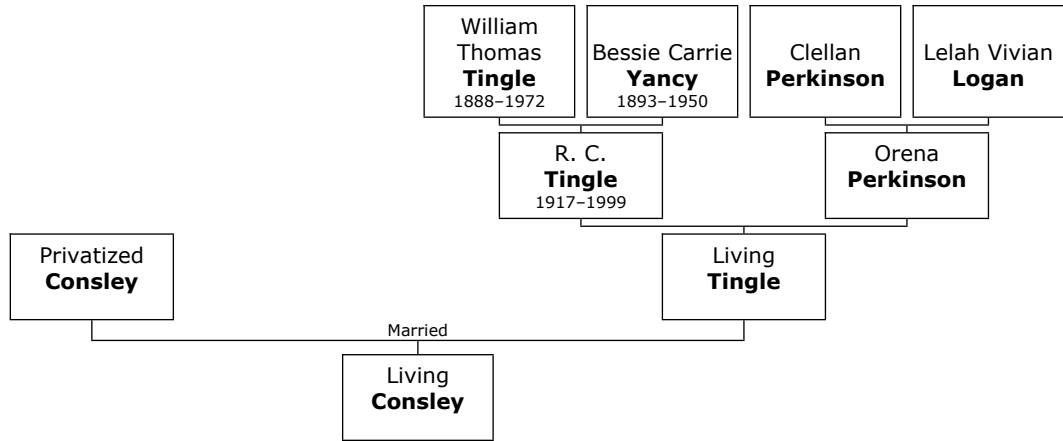 William
Thomas
Tingle
1888–1972
Bessie Carrie
Yancy
1893–1950
Clellan
Perkinson
Lelah Vivian
Logan
R. C.
Tingle
1917–1999
Orena
Perkinson
Privatized
Consley
Living
Tingle
Married
Living
Consley